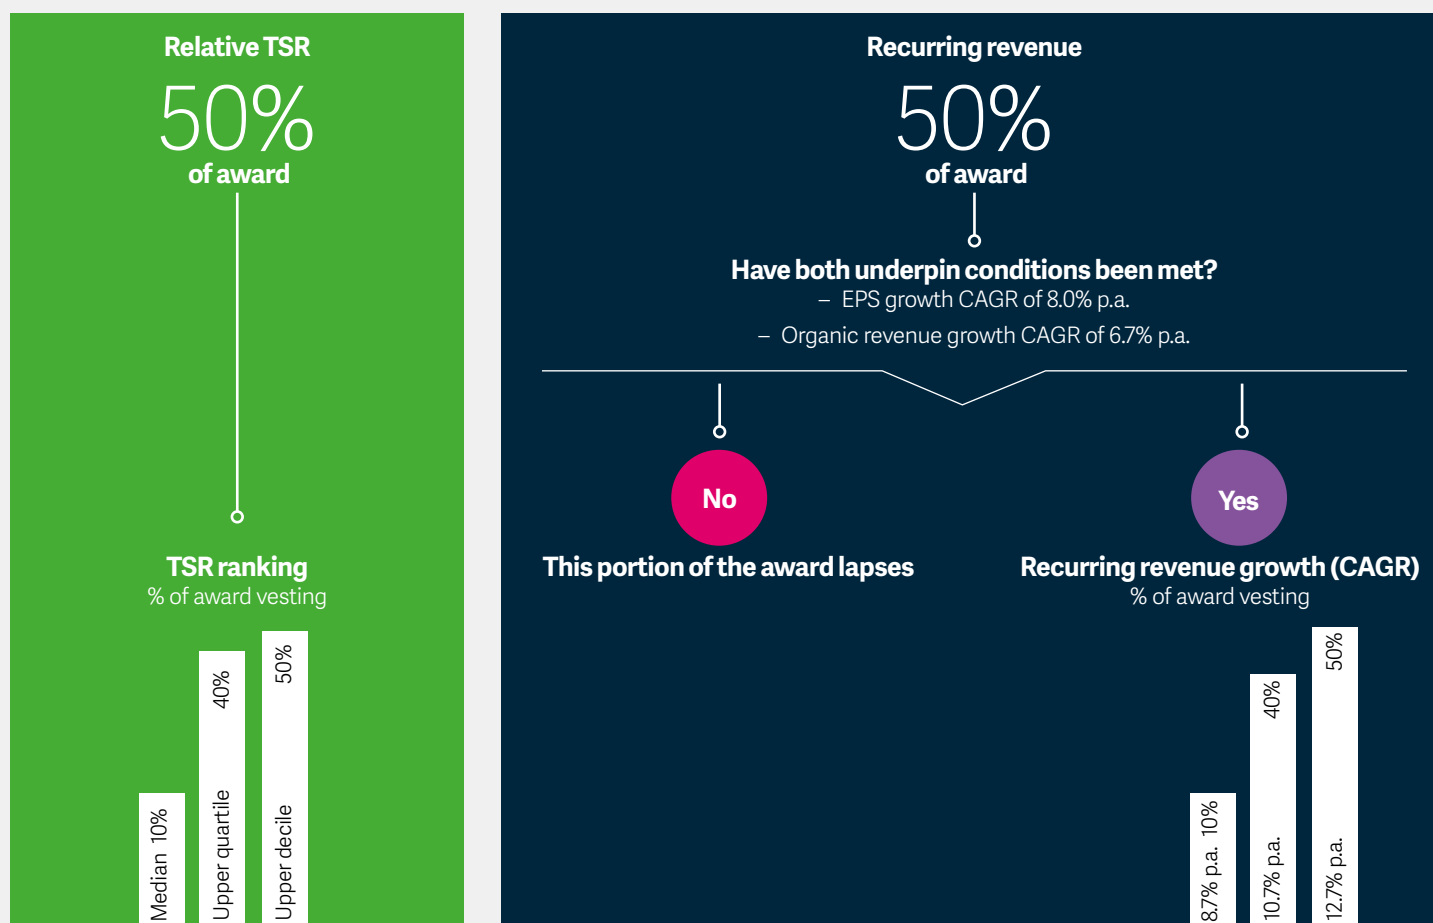 Relative TSR
50%
of award
TSR ranking
% of award vesting
Median 10%
Upper quartile 40%
Upper decile 50%
Recurring revenue
50%
of award
Have both underpin conditions been met?
– EPS growth CAGR of 8.0% p.a.
– Organic revenue growth CAGR of 6.7% p.a.
No
This portion of the award lapses
Yes
Recurring revenue growth (CAGR)
% of award vesting
8.7% p.a. 10%
10.7% p.a. 40%
12.7% p.a. 50%